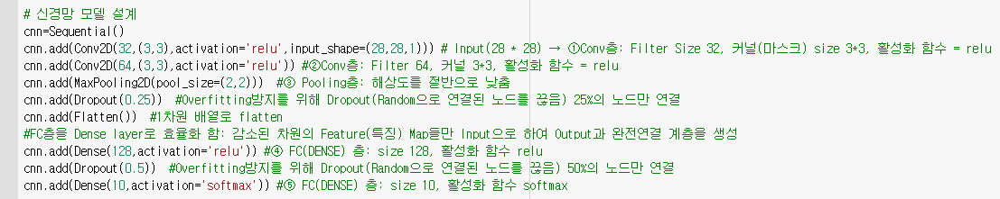 # 신경망 모델 설계
cnn=Sequential()
cnn.add(Conv2D(32,(3,3),activation='relu',input_shape=(28,28,1))) # Input(28 * 28) → ①Conv층: Filter Size 32, 커널(마스크) size 3*3, 활성화 함수 = relu
cnn.add(Conv2D(64,(3,3),activation='relu')) #②Conv층: Filter 64, 커널 3*3, 활성화 함수 = relu
cnn.add(MaxPooling2D(pool_size=(2,2))) #③ Pooling층: 해상도를 절반으로 낮춤
cnn.add(Dropout(0.25)) #Overfitting방지를 위해 Dropout(Random으로 연결된 노드를 끊음) 25%의 노드만 연결
cnn.add(Flatten()) #1차원 배열로 flatten
#FC층을 Dense layer로 효율화 함: 감소된 차원의 Feature(특징) Map들만 Input으로 하여 Output과 완전연결 계층을 생성
cnn.add(Dense(128,activation='relu')) #④ FC(DENSE) 층: size 128, 활성화 함수 relu
cnn.add(Dropout(0.5)) #Overfitting방지를 위해 Dropout(Random으로 연결된 노드를 끊음) 50%의 노드만 연결
cnn.add(Dense(10,activation='softmax')) #⑤ FC(DENSE) 층: size 10, 활성화 함수 softmax